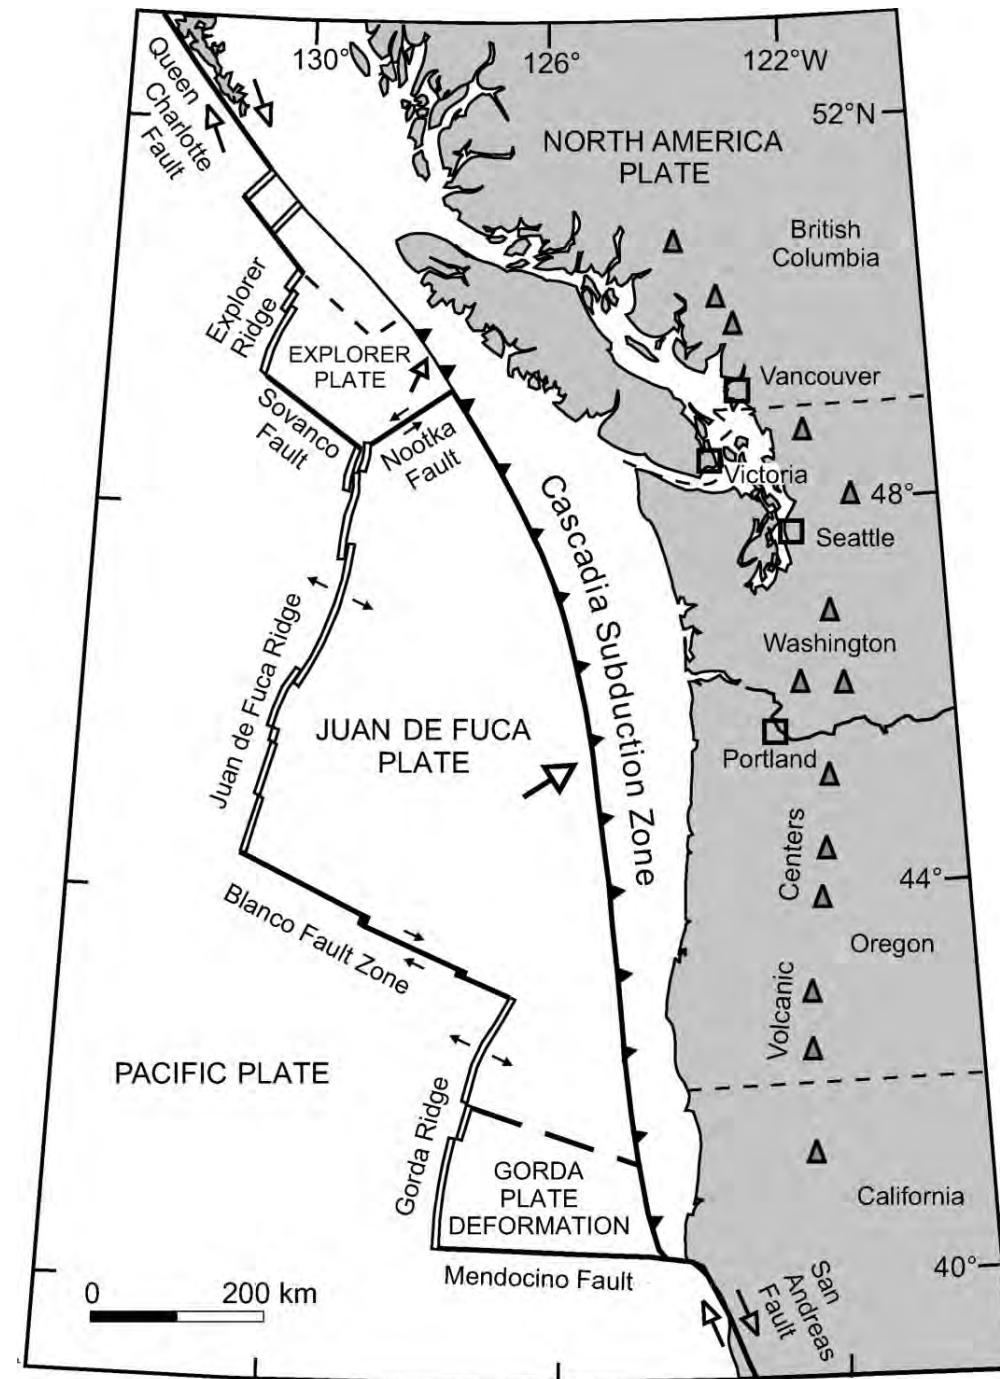 130°
126°
122°W
52°N
Queen
Charlotte
Fault
NORTH AMERICA
PLATE
British
Columbia
Explorer
Ridge
EXPLORER
PLATE
Vancouver
Sovanco
Fault
Nootka
Fault
Victoria
48°
Seattle
Cascadia Subduction Zone
Washington
Juan de Fuca Ridge
JUAN DE FUCA
PLATE
Portland
Blanco Fault Zone
44°
Oregon
Volcanic Centers
PACIFIC PLATE
Gorda Ridge
GORDA
PLATE
DEFORMATION
California
Mendocino Fault
40°
San
Andreas
Fault
0 200 km